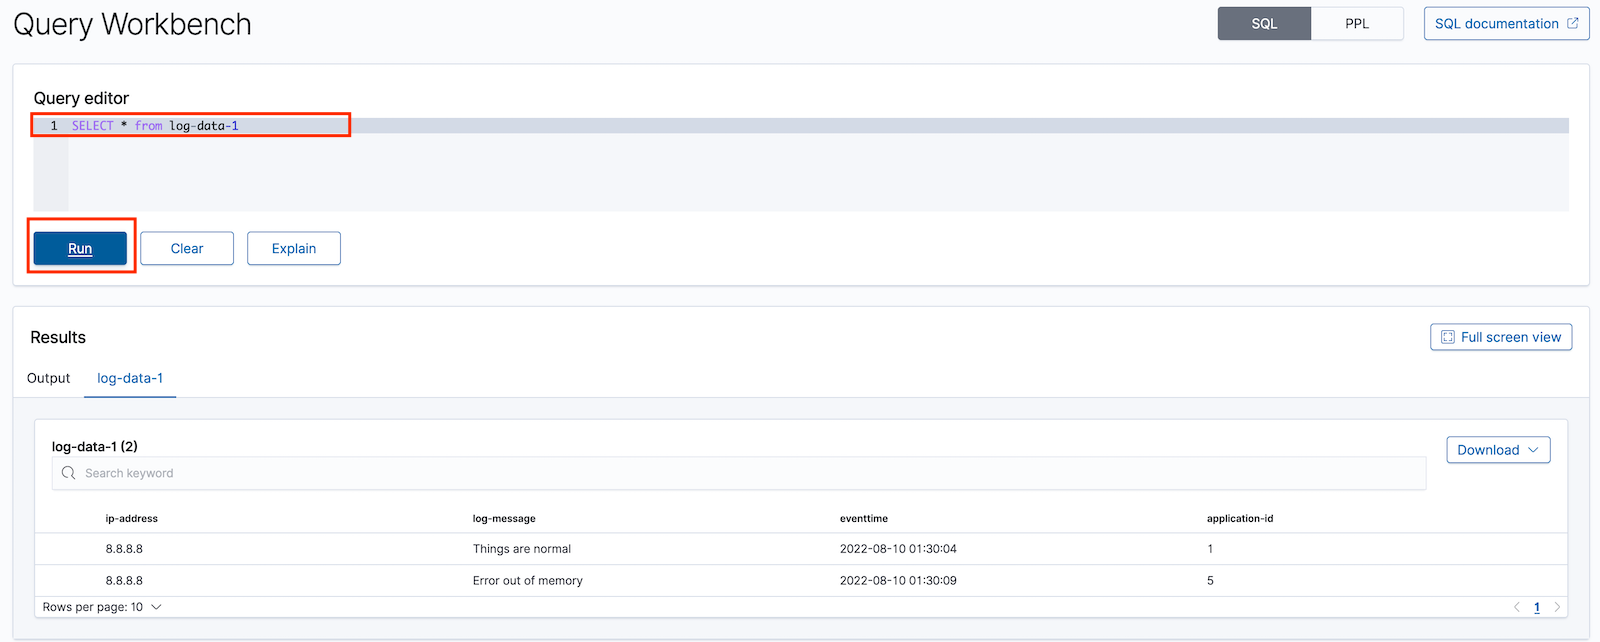 Query Workbench
SQL PPL SQL documentation
Query editor
1 SELECT * from log-data-1
Run Clear Explain
Results
Full screen view
Output log-data-1
log-data-1 (2)
Download
Search keyword
ip-address log-message eventtime application-id
8.8.8.8 Things are normal 2022-08-10 01:30:04 1
8.8.8.8 Error out of memory 2022-08-10 01:30:09 5
Rows per page: 10
1